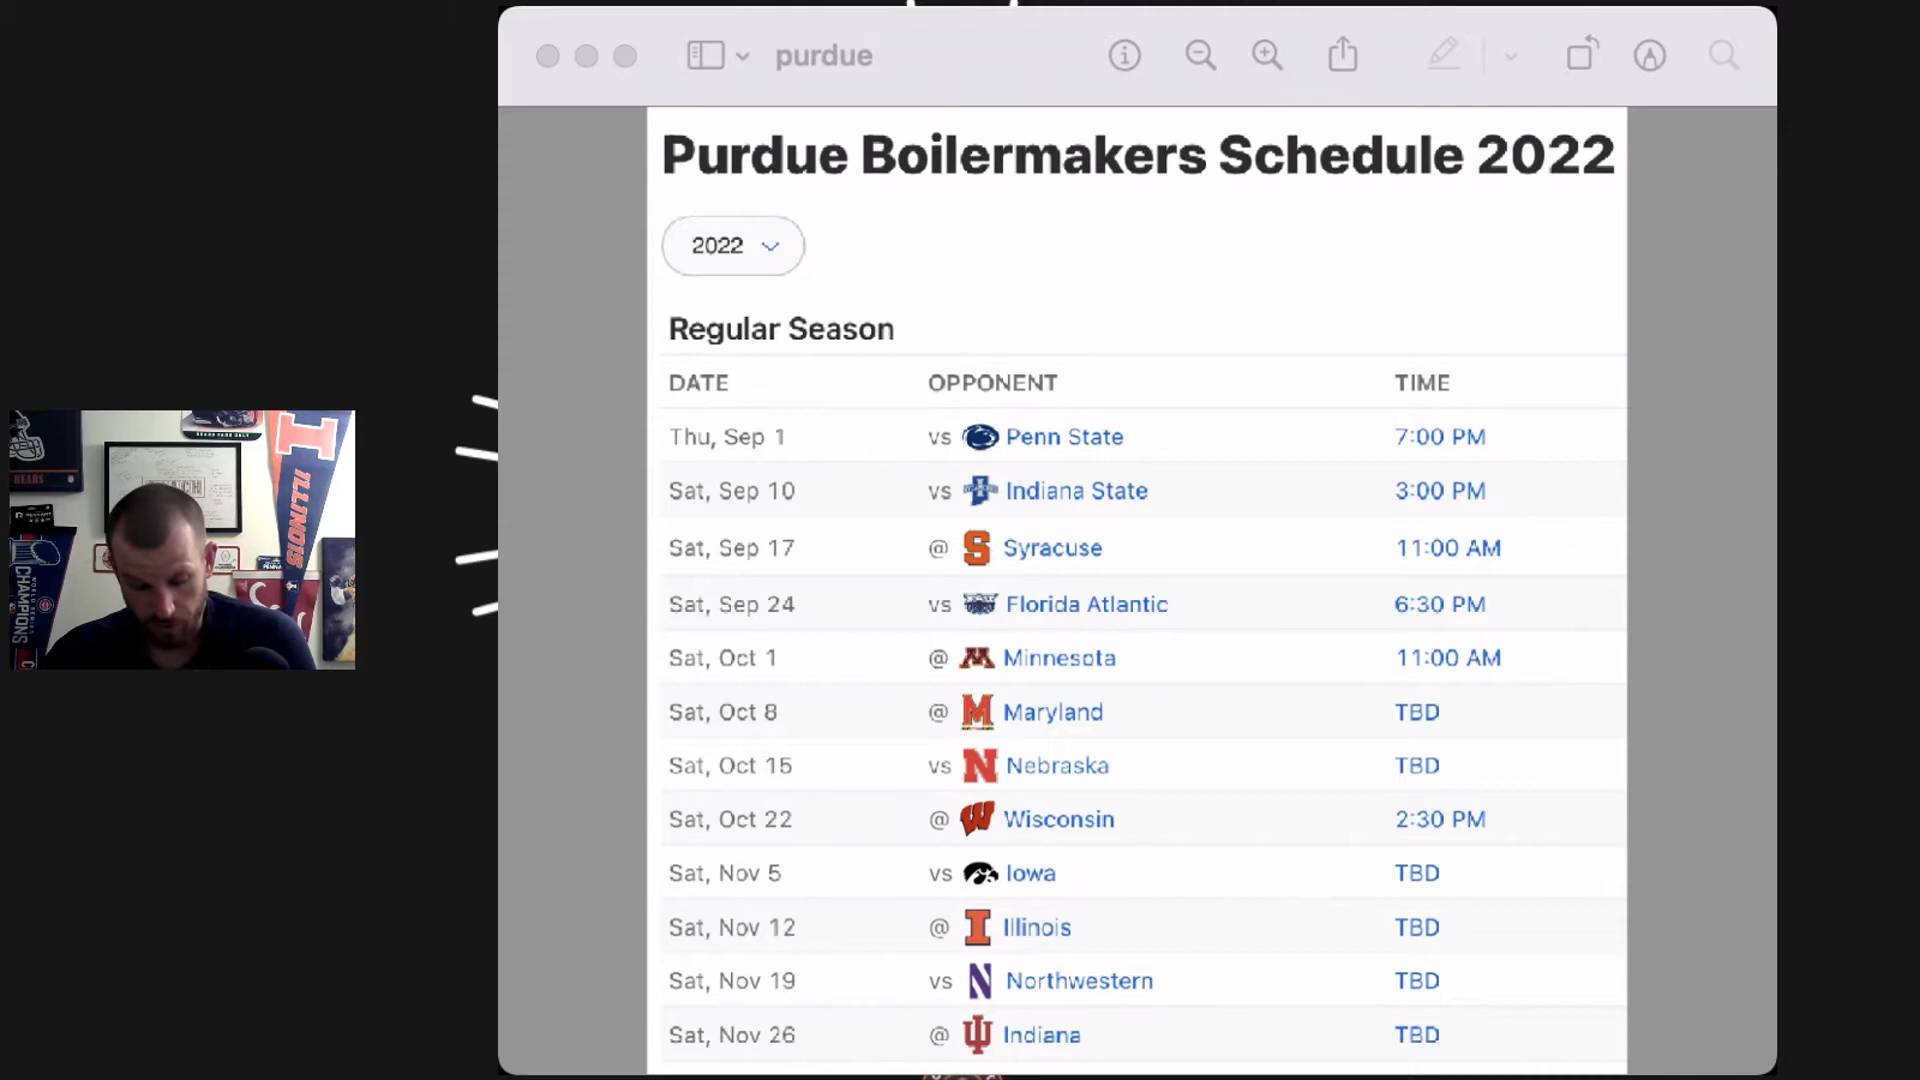 purdue
Purdue Boilermakers Schedule 2022
2022
Regular Season
DATE OPPONENT TIME
Thu, Sep 1 vs Penn State 7:00 PM
Sat, Sep 10 vs Indiana State 3:00 PM
Sat, Sep 17 @ Syracuse 11:00 AM
Sat, Sep 24 vs Florida Atlantic 6:30 PM
Sat, Oct 1 @ Minnesota 11:00 AM
Sat, Oct 8 @ Maryland TBD
Sat, Oct 15 vs Nebraska TBD
Sat, Oct 22 @ Wisconsin 2:30 PM
Sat, Nov 5 vs Iowa TBD
Sat, Nov 12 @ Illinois TBD
Sat, Nov 19 vs Northwestern TBD
Sat, Nov 26 @ Indiana TBD
BEARS
I
ILLINOIS
CHAMPIONS